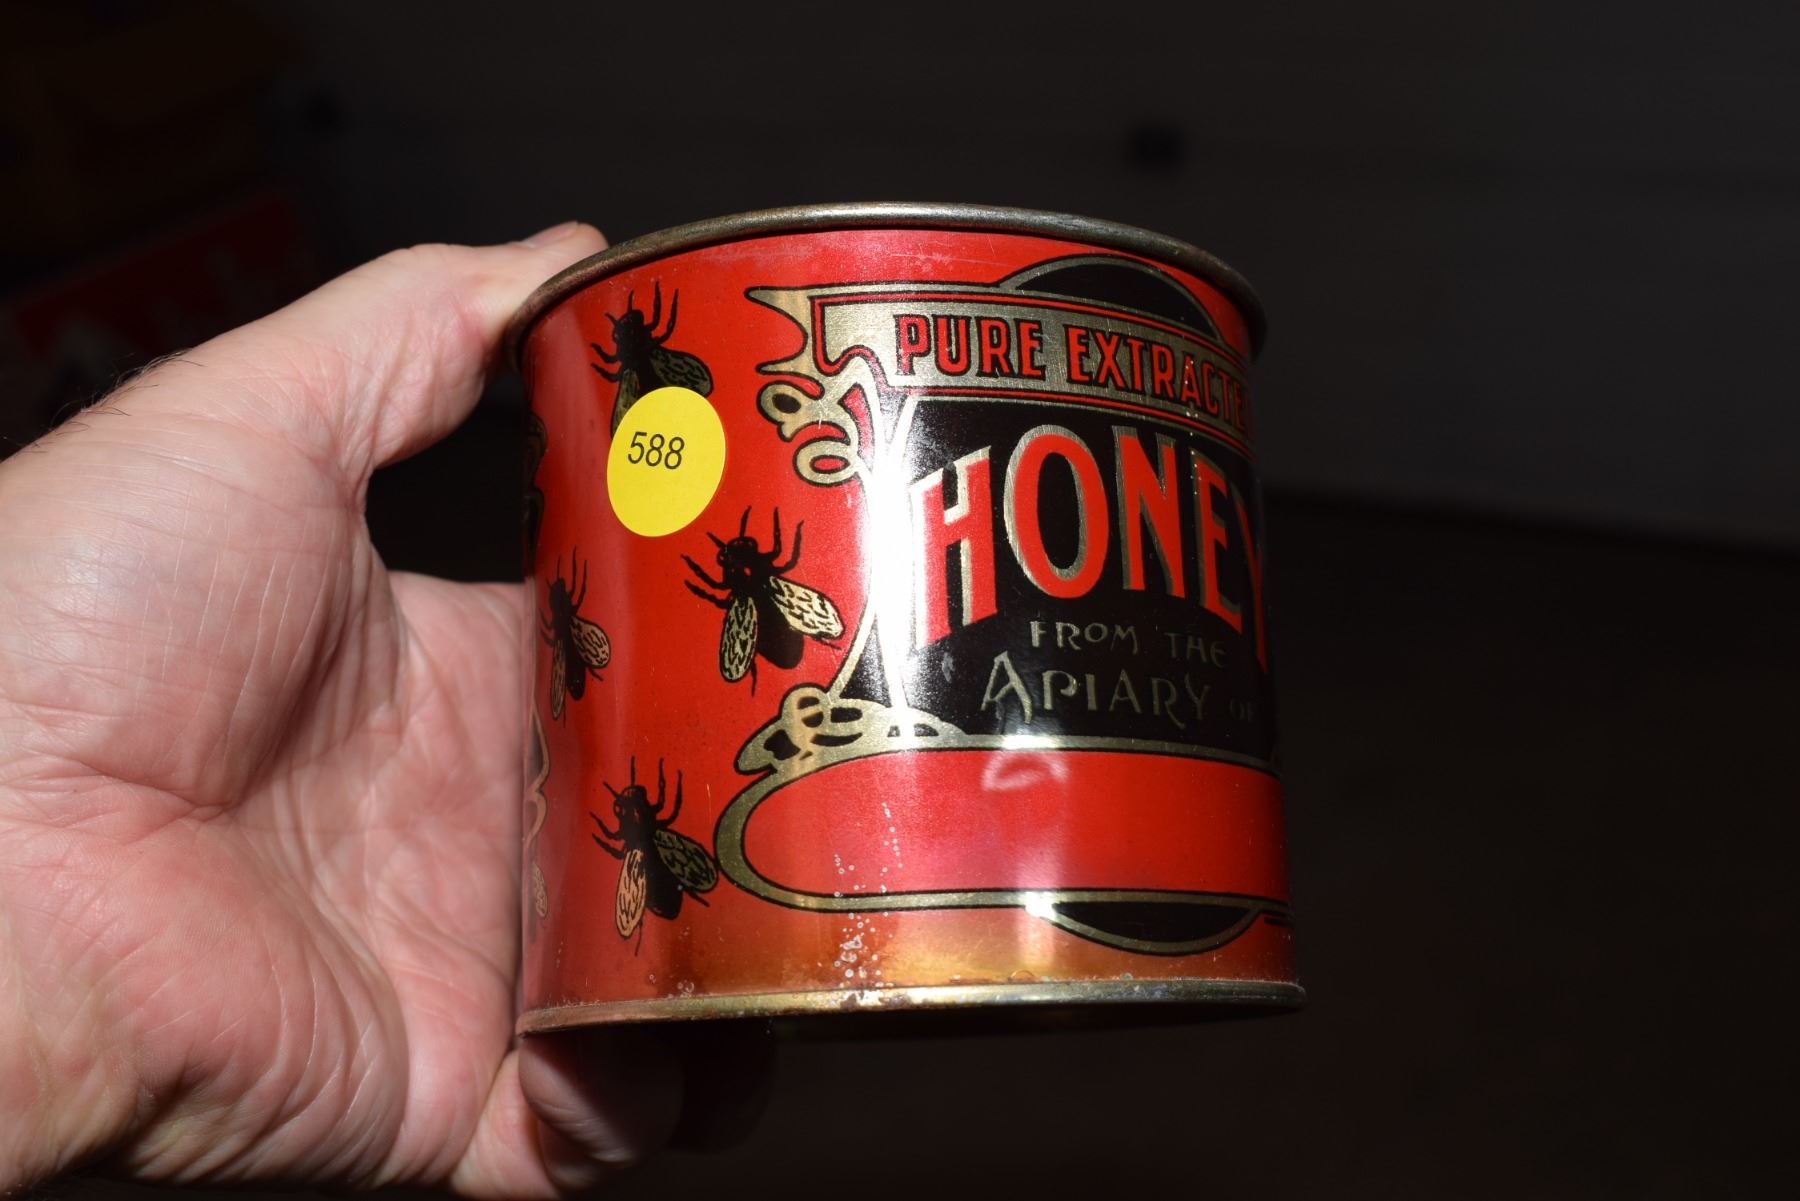 588
PURE EXTRACTE
HONEY
FROM THE
APIARY OF